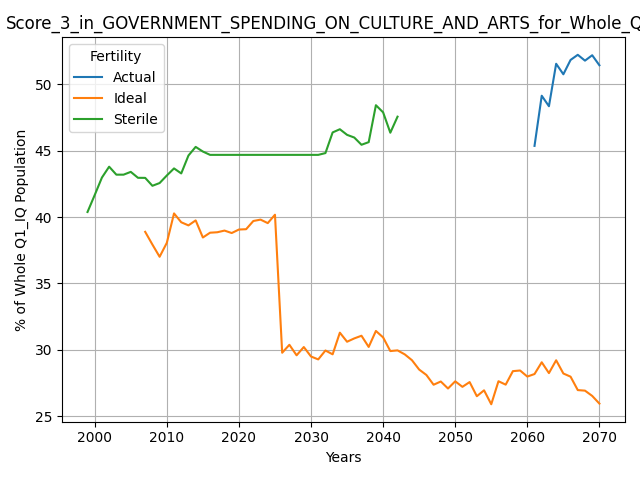 Score_3_in_GOVERNMENT_SPENDING_ON_CULTURE_AND_ARTS_for_Whole_Q
Fertility
Actual
Ideal
Sterile
% of Whole Q1_IQ Population
50
45
40
35
30
25
2000 2010 2020 2030 2040 2050 2060 2070
Years